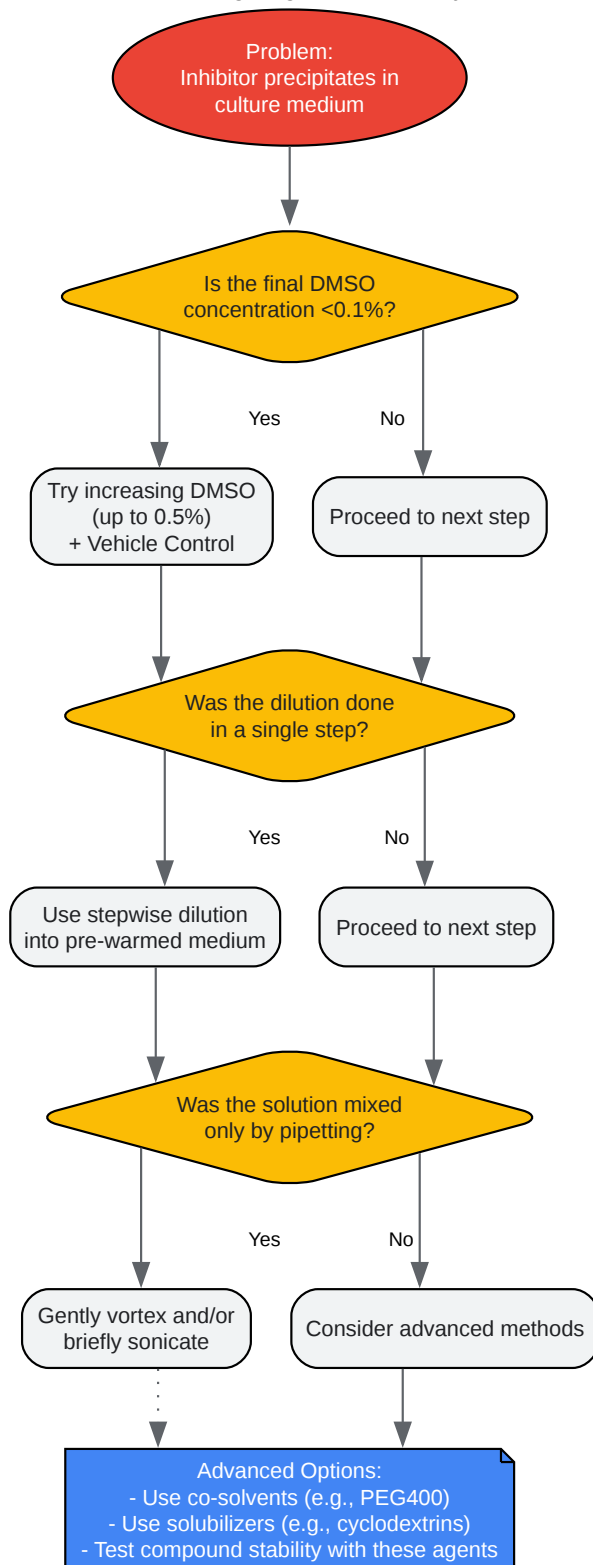 Problem:
Inhibitor precipitates in
culture medium
Is the final DMSO
concentration <0.1%?
Yes
No
Try increasing DMSO
(up to 0.5%)
+ Vehicle Control
Proceed to next step
Was the dilution done
in a single step?
Yes
No
Use stepwise dilution
into pre-warmed medium
Proceed to next step
Was the solution mixed
only by pipetting?
Yes
No
Gently vortex and/or
briefly sonicate
Consider advanced methods
Advanced Options:
- Use co-solvents (e.g., PEG400)
- Use solubilizers (e.g., cyclodextrins)
- Test compound stability with these agents